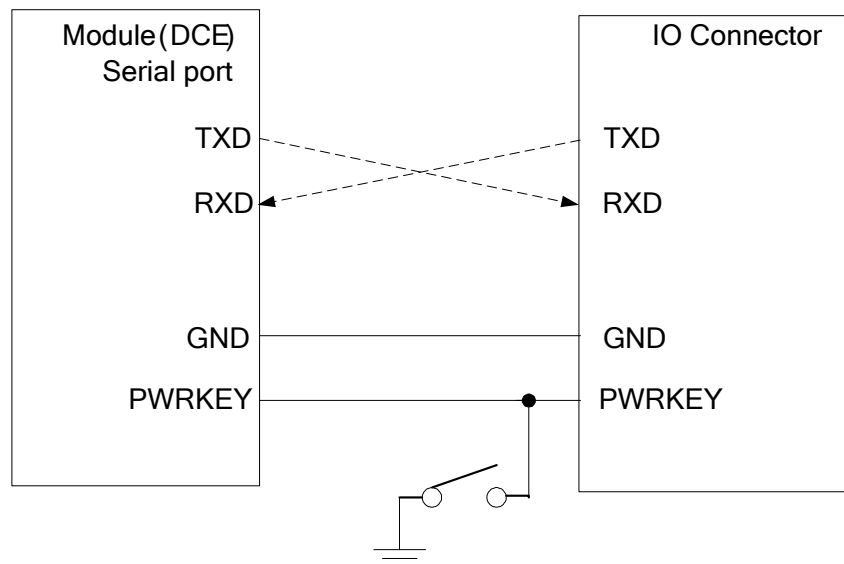 Module(DCE)
Serial port
TXD
RXD
GND
PWRKEY
IO Connector
TXD
RXD
GND
PWRKEY